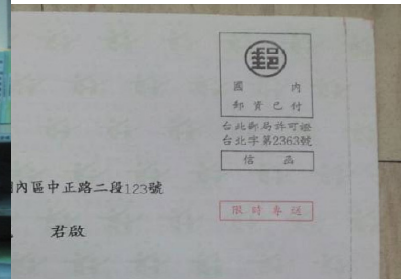 郵
國內
郵資已付
台北郵局許可證
台北字第2363號
信函
內區中正路二段123號
限時專送
君啟